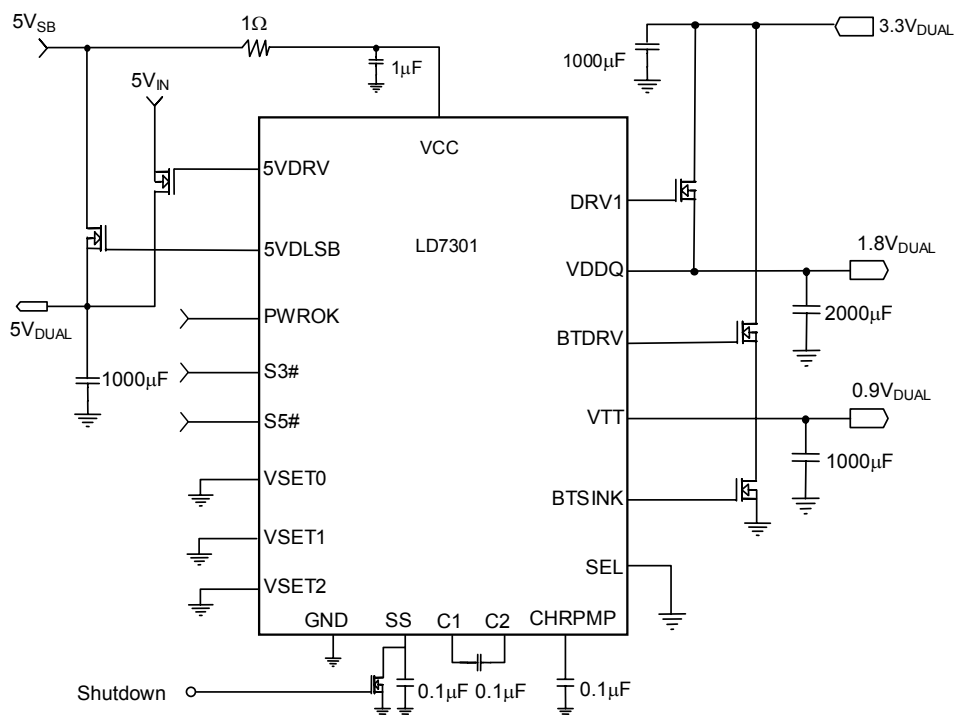 5VSB
1Ω
1μF
5VIN
1000μF
3.3VDUAL
VCC
LD7301
5VDRV
5VDLSB
PWROK
S3#
S5#
VSET0
VSET1
VSET2
DRV1
VDDQ
BTDRV
VTT
BTSINK
SEL
GND
SS
C1
C2
CHRPMP
5VDUAL
1000μF
1.8VDUAL
2000μF
0.9VDUAL
1000μF
Shutdown
0.1μF
0.1μF
0.1μF